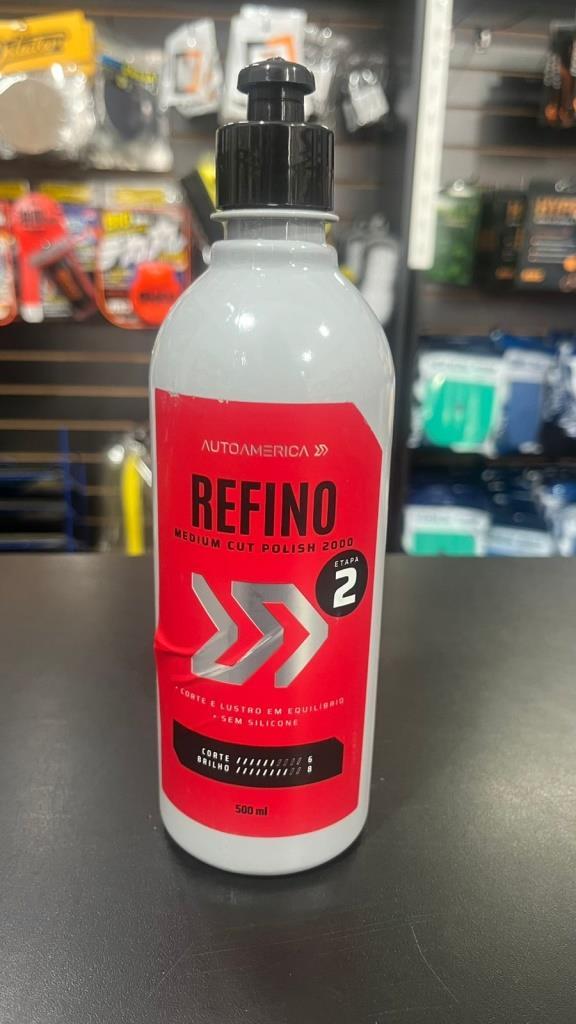 AUTOAMERICA
REFINO
MEDIUM CUT POLISH 2000
ETAPA
2
• CORTE E LUSTRO EM EQUILÍBRIO
• SEM SILICONE
CORTE 6
BRILHO 8
500 ml